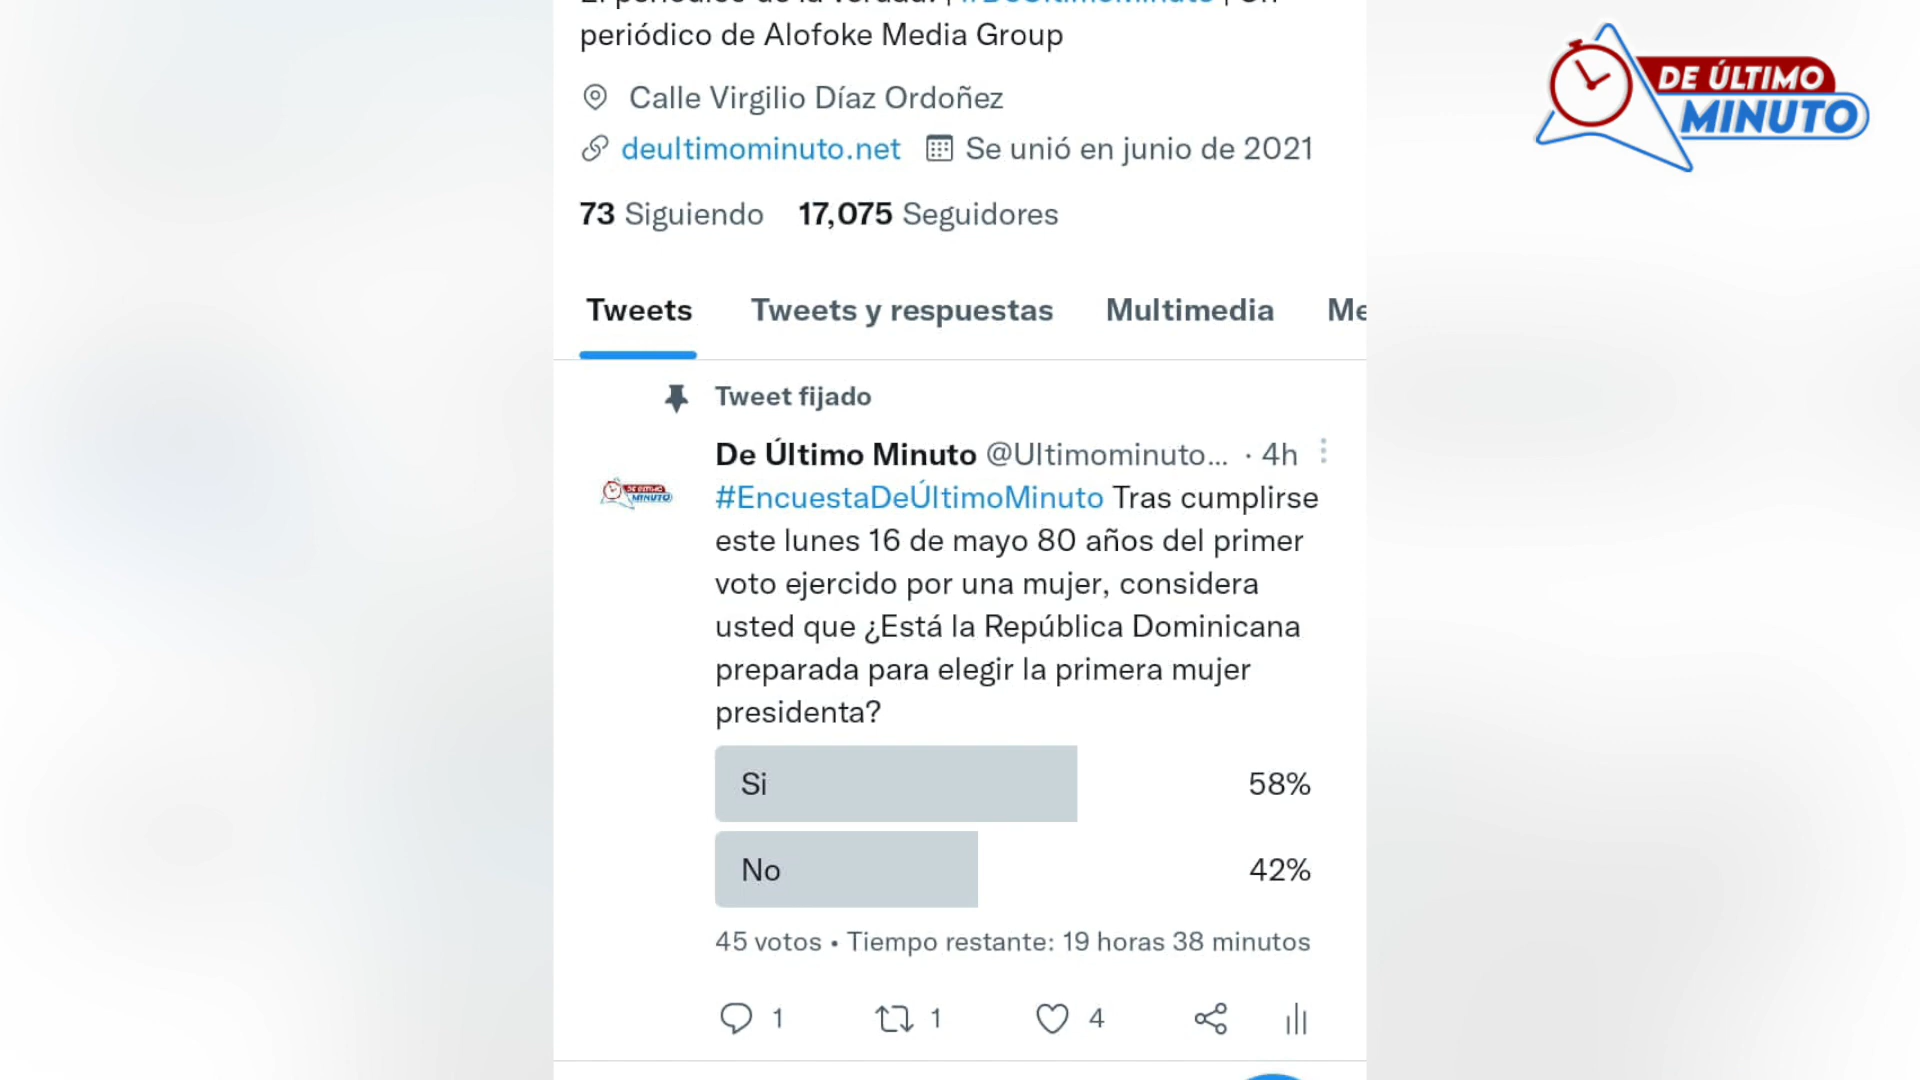 periódico de Alofoke Media Group
Calle Virgilio Díaz Ordoñez
deultimominuto.net Se unió en junio de 2021
73 Siguiendo 17,075 Seguidores
Tweets Tweets y respuestas Multimedia Me
Tweet fijado
De Último Minuto @Ultimominuto... · 4h
#EncuestaDeÚltimoMinuto Tras cumplirse
este lunes 16 de mayo 80 años del primer
voto ejercido por una mujer, considera
usted que ¿Está la República Dominicana
preparada para elegir la primera mujer
presidenta?
Si 58%
No 42%
45 votos • Tiempo restante: 19 horas 38 minutos
1 1 4
DE ÚLTIMO
MINUTO
DE ÚLTIMO
MINUTO